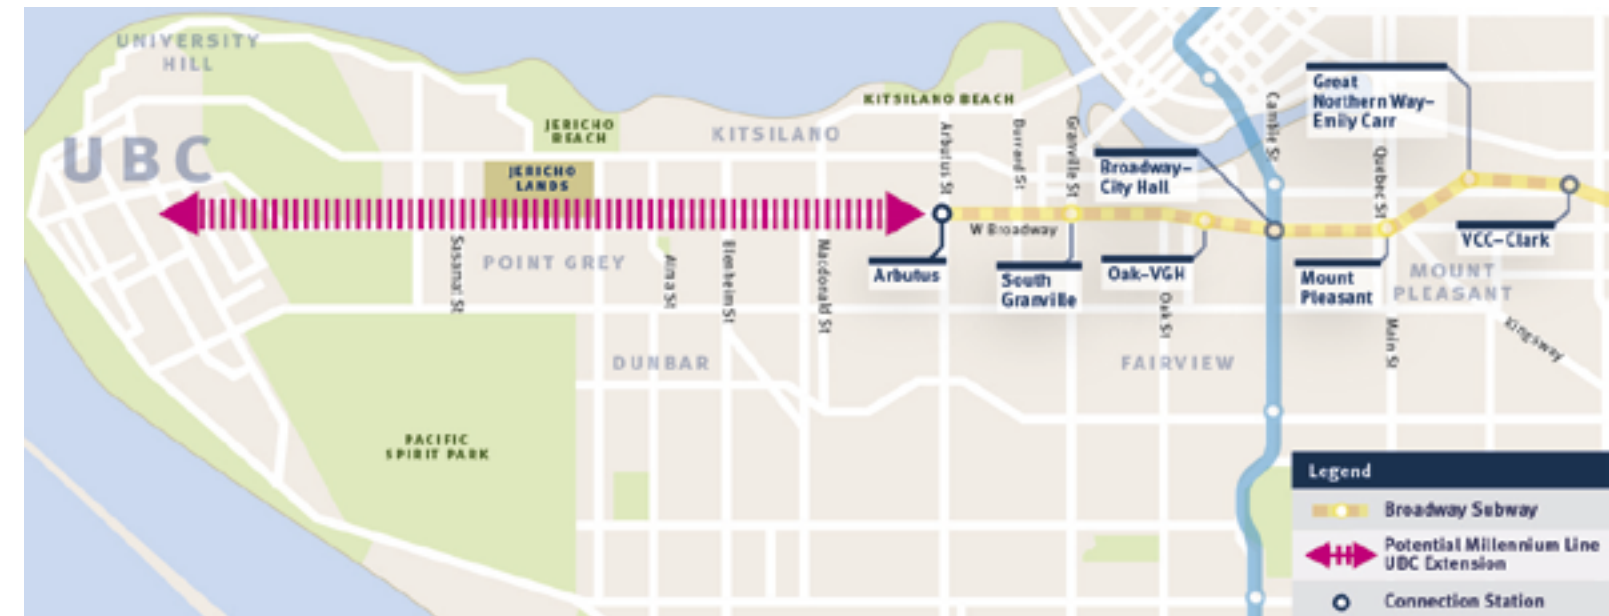 UNIVERSITY
HILL
UBC
JERICHO
BEACH
JERICHO
LANDS
KITSILANO
KITSILANO BEACH
Arbutus St
Burrard St
Granville St
Cambie St
Quebec St
Great
Northern Way–
Emily Carr
Broadway–
City Hall
W Broadway
VCC–Clark
Arbutus
South
Granville
Oak–VGH
Mount
Pleasant
MOUNT
PLEASANT
POINT GREY
Sasamat St
Alma St
Blenheim St
Macdonald St
Oak St
Main St
Kingsway
DUNBAR
FAIRVIEW
PACIFIC
SPIRIT PARK
Legend
Broadway Subway
Potential Millennium Line
UBC Extension
Connection Station